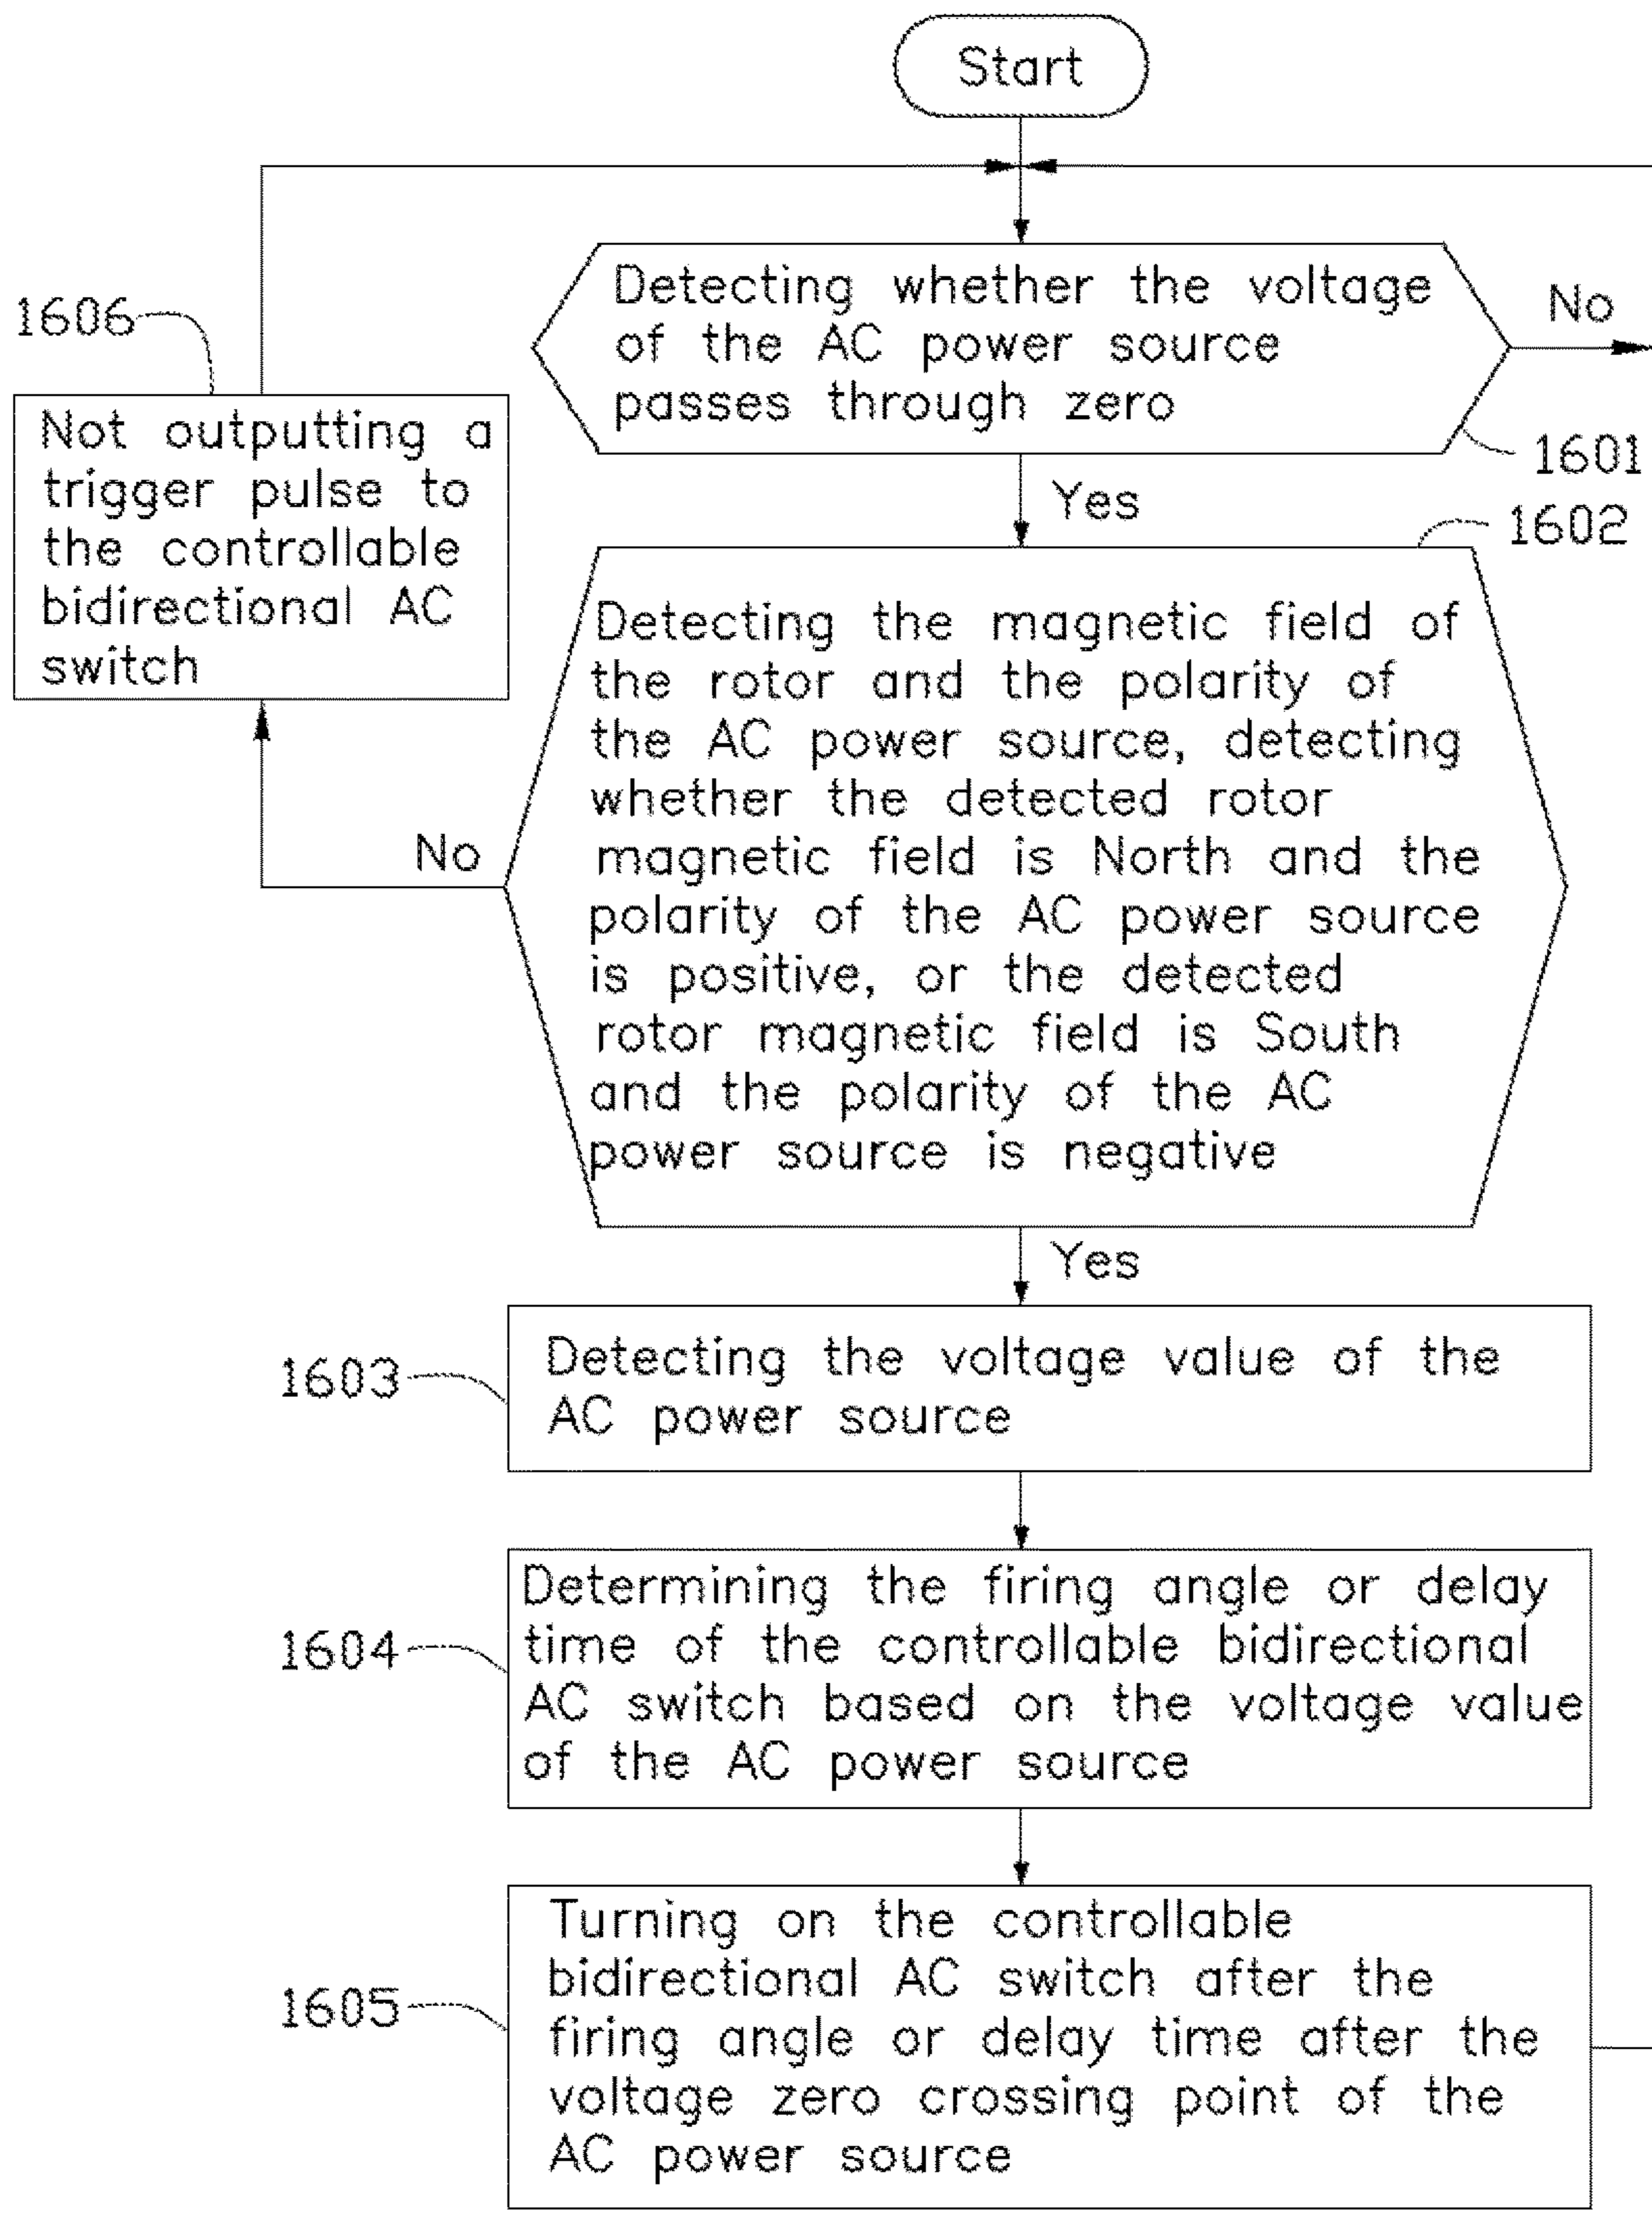 Start
Detecting whether the voltage
of the AC power source
passes through zero
No
1601
Yes
1606
Not outputting a
trigger pulse to
the controllable
bidirectional AC
switch
1602
Detecting the magnetic field of
the rotor and the polarity of
the AC power source, detecting
whether the detected rotor
magnetic field is North and the
polarity of the AC power source
is positive, or the detected
rotor magnetic field is South
and the polarity of the AC
power source is negative
No
Yes
1603
Detecting the voltage value of the
AC power source
1604
Determining the firing angle or delay
time of the controllable bidirectional
AC switch based on the voltage value
of the AC power source
1605
Turning on the controllable
bidirectional AC switch after the
firing angle or delay time after the
voltage zero crossing point of the
AC power source